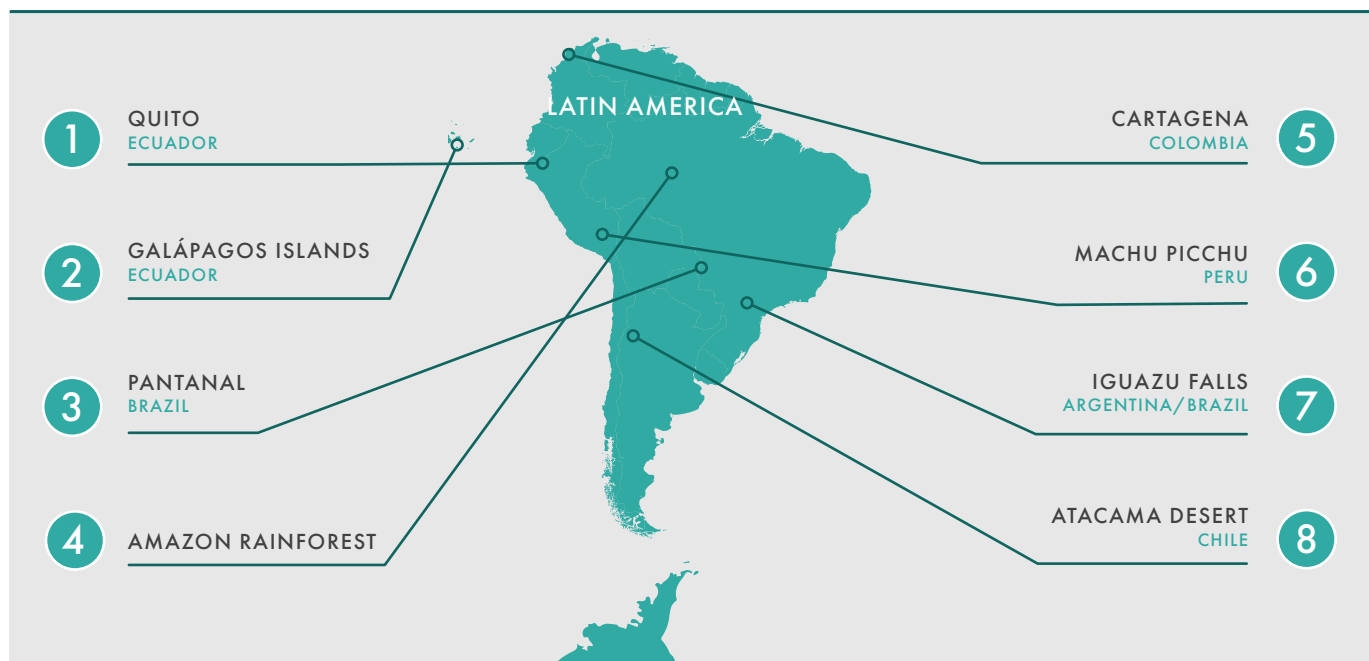 LATIN AMERICA
1
QUITO
ECUADOR
2
GALÁPAGOS ISLANDS
ECUADOR
3
PANTANAL
BRAZIL
4
AMAZON RAINFOREST
CARTAGENA
COLOMBIA
5
MACHU PICCHU
PERU
6
IGUAZU FALLS
ARGENTINA/BRAZIL
7
ATACAMA DESERT
CHILE
8